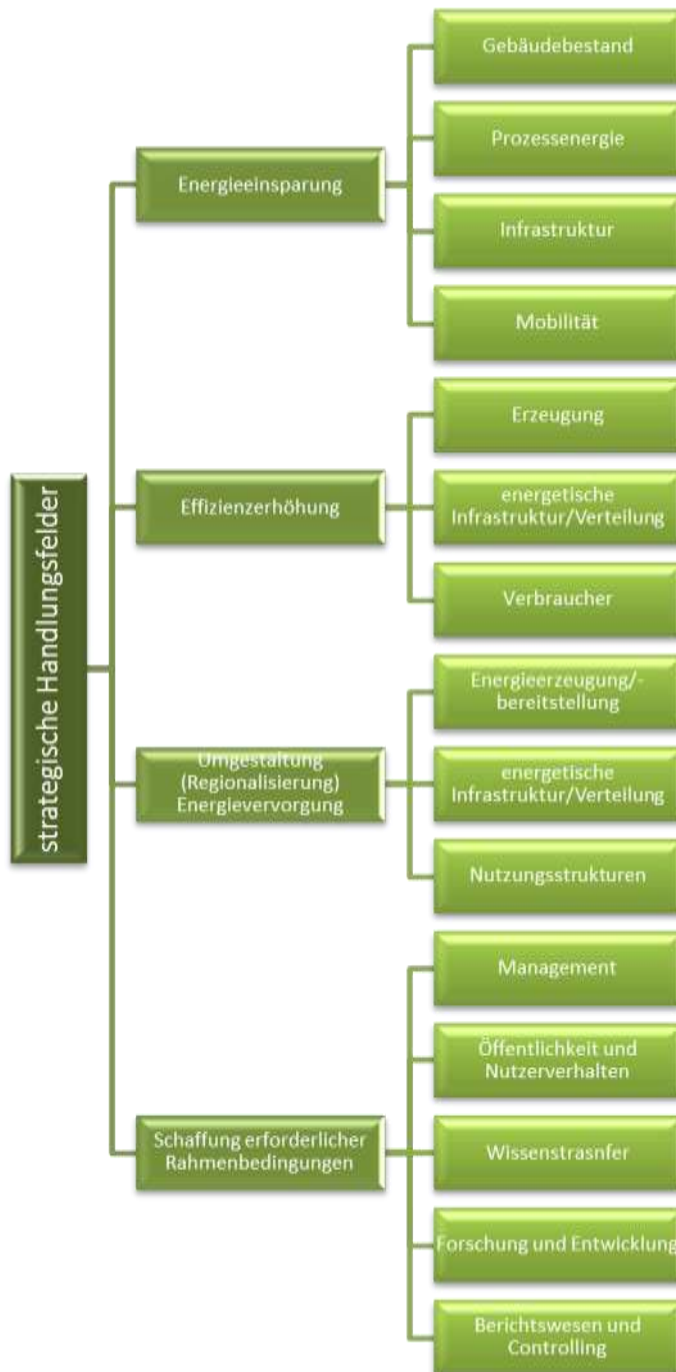 strategische Handlungsfelder
Energieeinsparung
Gebäudebestand
Prozessenergie
Infrastruktur
Mobilität
Effizienzerhöhung
Erzeugung
energetische
Infrastruktur/Verteilung
Verbraucher
Umgestaltung
(Regionalisierung)
Energievervorgung
Energieerzeugung/-
bereitstellung
energetische
Infrastruktur/Verteilung
Nutzungsstrukturen
Schaffung erforderlicher
Rahmenbedingungen
Management
Öffentlichkeit und
Nutzerverhalten
Wissenstrasnfer
Forschung und Entwicklung
Berichtswesen und
Controlling